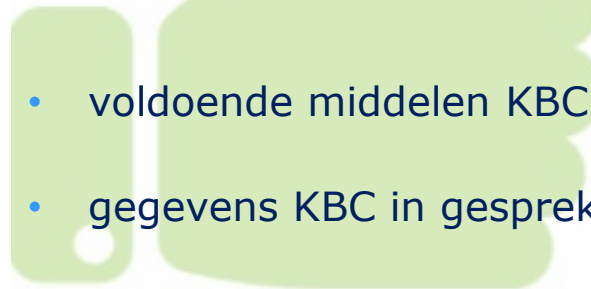 • voldoende middelen KBC
• gegevens KBC in gesprek